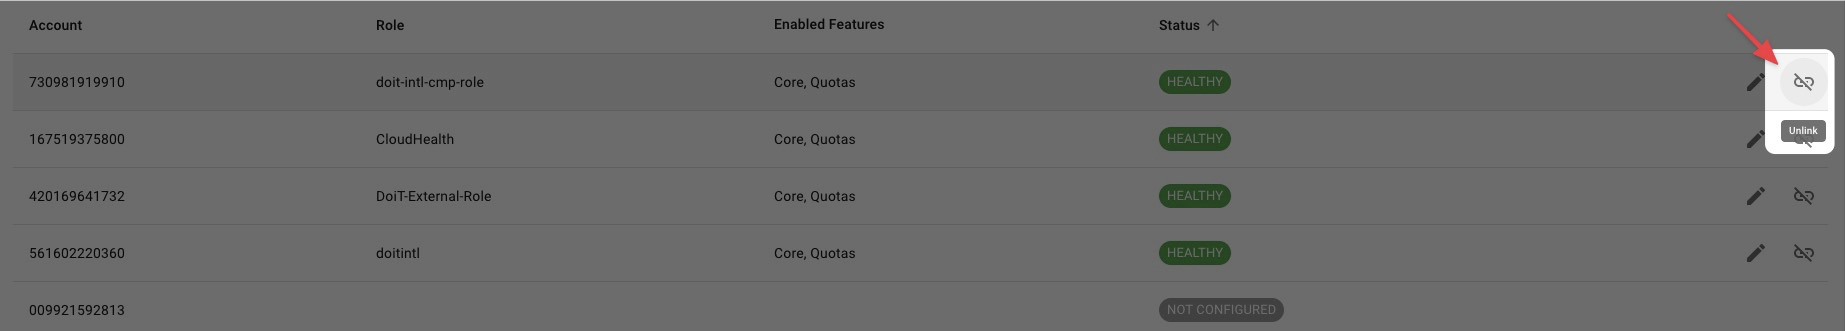 Account Role Enabled Features Status
730981919910 doit-intl-cmp-role Core, Quotas HEALTHY
167519375800 CloudHealth Core, Quotas HEALTHY
Unlink
420169641732 DoiT-External-Role Core, Quotas HEALTHY
561602220360 doitintl Core, Quotas HEALTHY
009921592813 NOT CONFIGURED